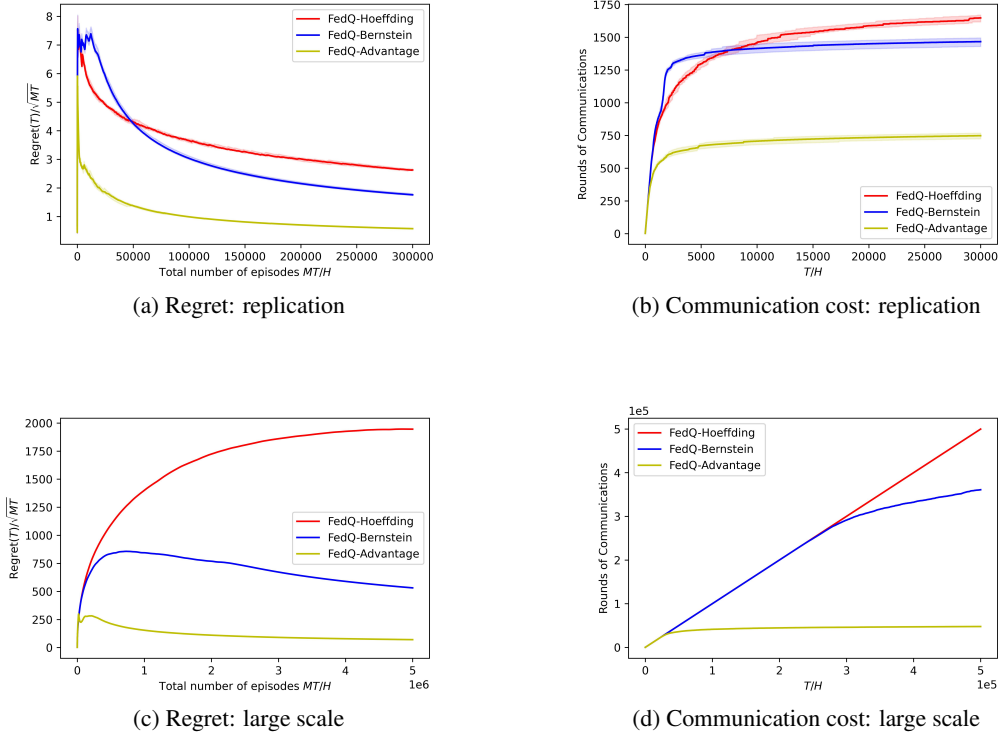 8
7
6
5
4
3
2
1
Regret(T)/√MT
FedQ-Hoeffding
FedQ-Bernstein
FedQ-Advantage
0 50000 100000 150000 200000 250000 300000
Total number of episodes MT/H
(a) Regret: replication
1750
1500
1250
1000
750
500
250
0
Rounds of Communications
FedQ-Hoeffding
FedQ-Bernstein
FedQ-Advantage
0 5000 10000 15000 20000 25000 30000
T/H
(b) Communication cost: replication
2000
1750
1500
1250
1000
750
500
250
0
Regret(T)/√MT
FedQ-Hoeffding
FedQ-Bernstein
FedQ-Advantage
0 1 2 3 4 5
1e6
Total number of episodes MT/H
(c) Regret: large scale
1e5
5
4
3
2
1
0
Rounds of Communications
FedQ-Hoeffding
FedQ-Bernstein
FedQ-Advantage
0 1 2 3 4 5
1e5
T/H
(d) Communication cost: large scale